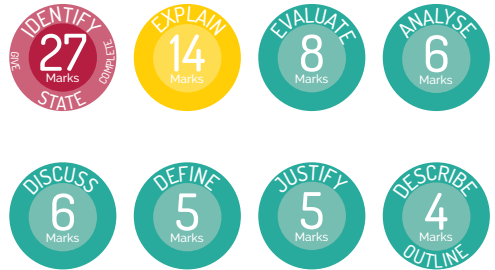 IDENTIFY
GIVE
27
COMPLETE
Marks
STATE
EXPLAIN
14
Marks
EVALUATE
8
Marks
ANALYSE
6
Marks
DISCUSS
6
Marks
DEFINE
5
Marks
JUSTIFY
5
Marks
DESCRIBE
4
Marks
OUTLINE